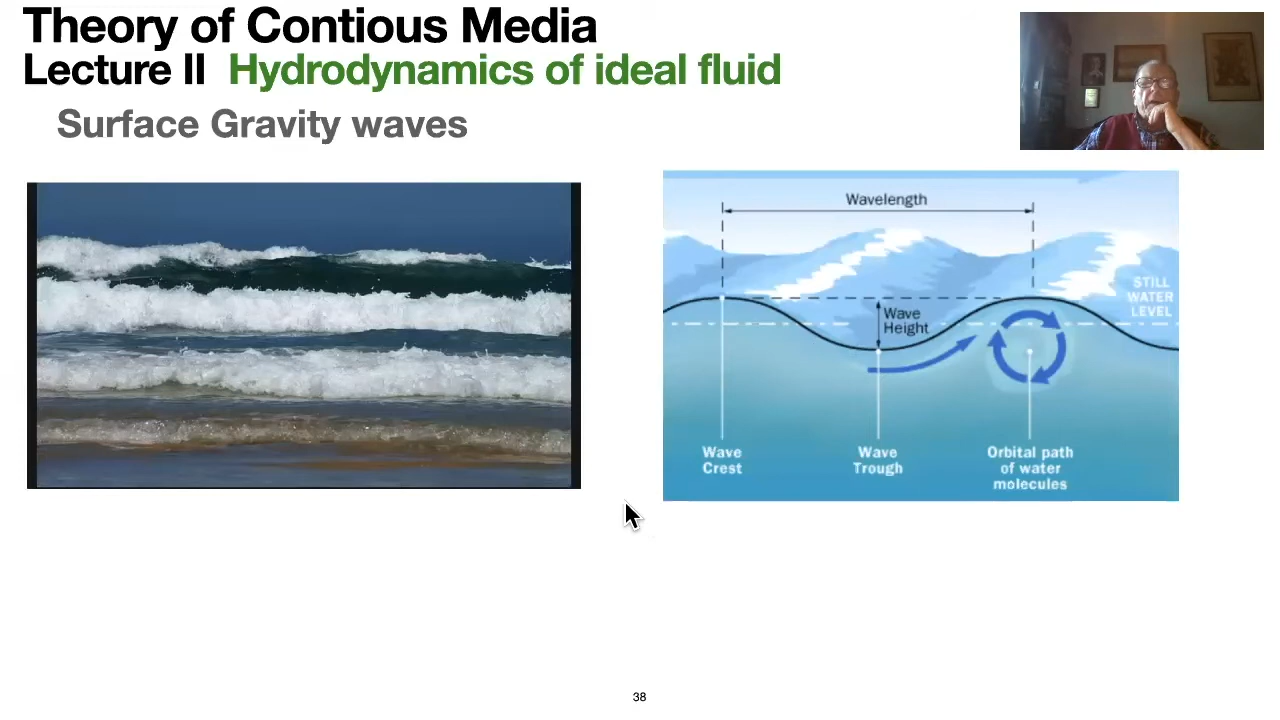 Theory of Contious Media
Lecture II Hydrodynamics of ideal fluid
Surface Gravity waves
Wavelength
STILL
WATER
LEVEL
Wave
Height
Wave
Crest
Wave
Trough
Orbital path
of water
molecules
38